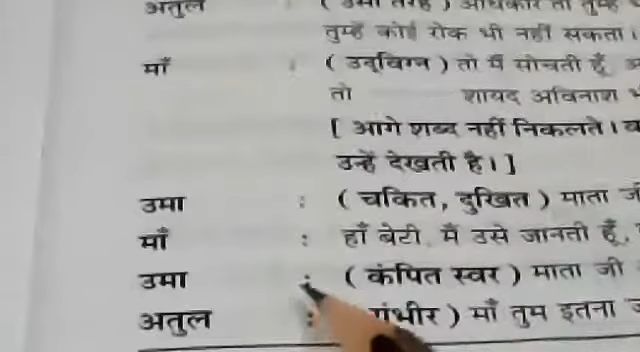 अतुल : ( उसी तरह ) अधिकार तो तुम्हें
तुम्हें कोई रोक भी नहीं सकता।
माँ : ( उद्विग्न ) तो मैं सोचती हूँ,
तो शायद अविनाश
[ आगे शब्द नहीं निकलते।
उन्हें देखती है। ]
उमा : ( चकित, दुखित ) माता जी
माँ : हाँ बेटी, मैं उसे जानती हूँ,
उमा : ( कंपित स्वर ) माता जी
अतुल : गंभीर ) माँ तुम इतना